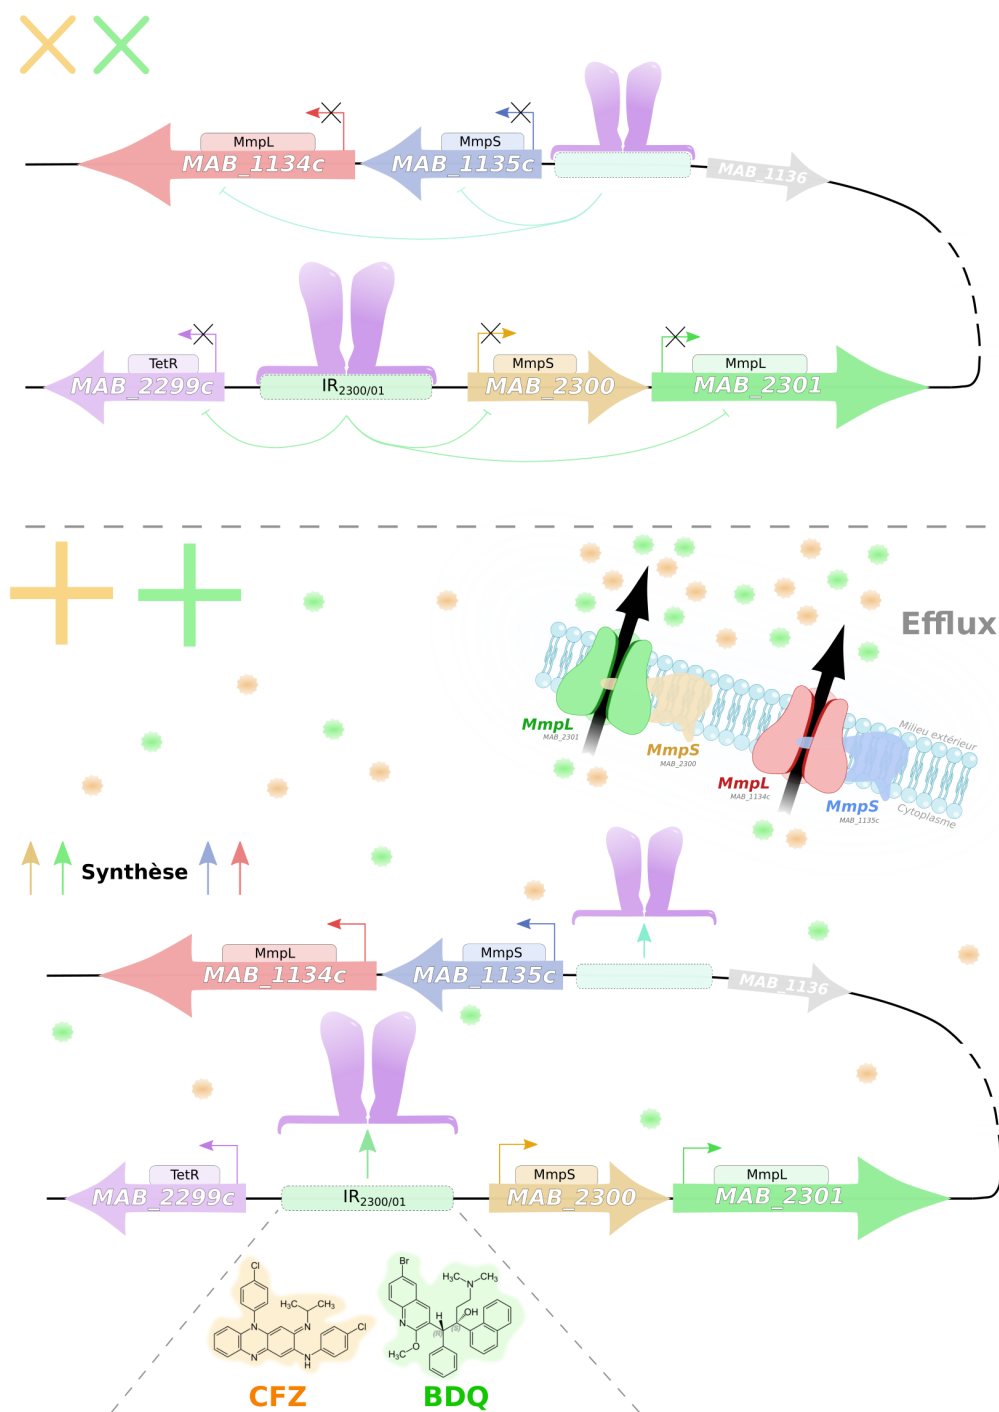 MmpL
MmpS
MAB_1134c
MAB_1135c
MAB_1136
TetR
IR2300/01
MmpS
MmpL
MAB_2299c
MAB_2300
MAB_2301
Efflux
MmpL
MAB_2301
MmpS
MAB_2300
MmpL
MAB_1134c
MmpS
MAB_1135c
Milieu extérieur
Cytoplasme
Synthèse
MmpL
MmpS
MAB_1134c
MAB_1135c
MAB_1136
TetR
IR2300/01
MmpS
MmpL
MAB_2299c
MAB_2300
MAB_2301
Cl
H3C
CH3
N
N
Cl
N
N
H
Br
H3C
CH3
N
H
OH
N
(R)
(S)
O
H3C
CFZ
BDQ